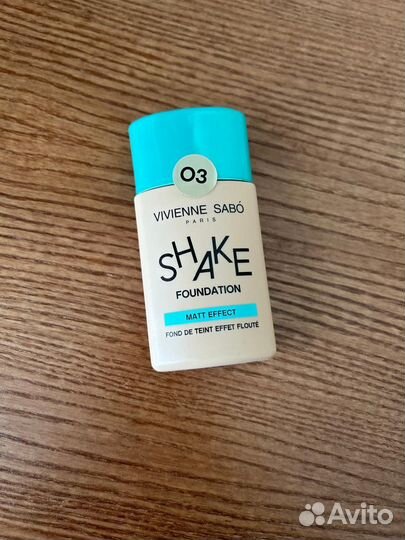 03
VIVIENNE SABÓ
PARIS
SHAKE
FOUNDATION
MATT EFFECT
FOND DE TEINT EFFET FLOUTÉ
Avito